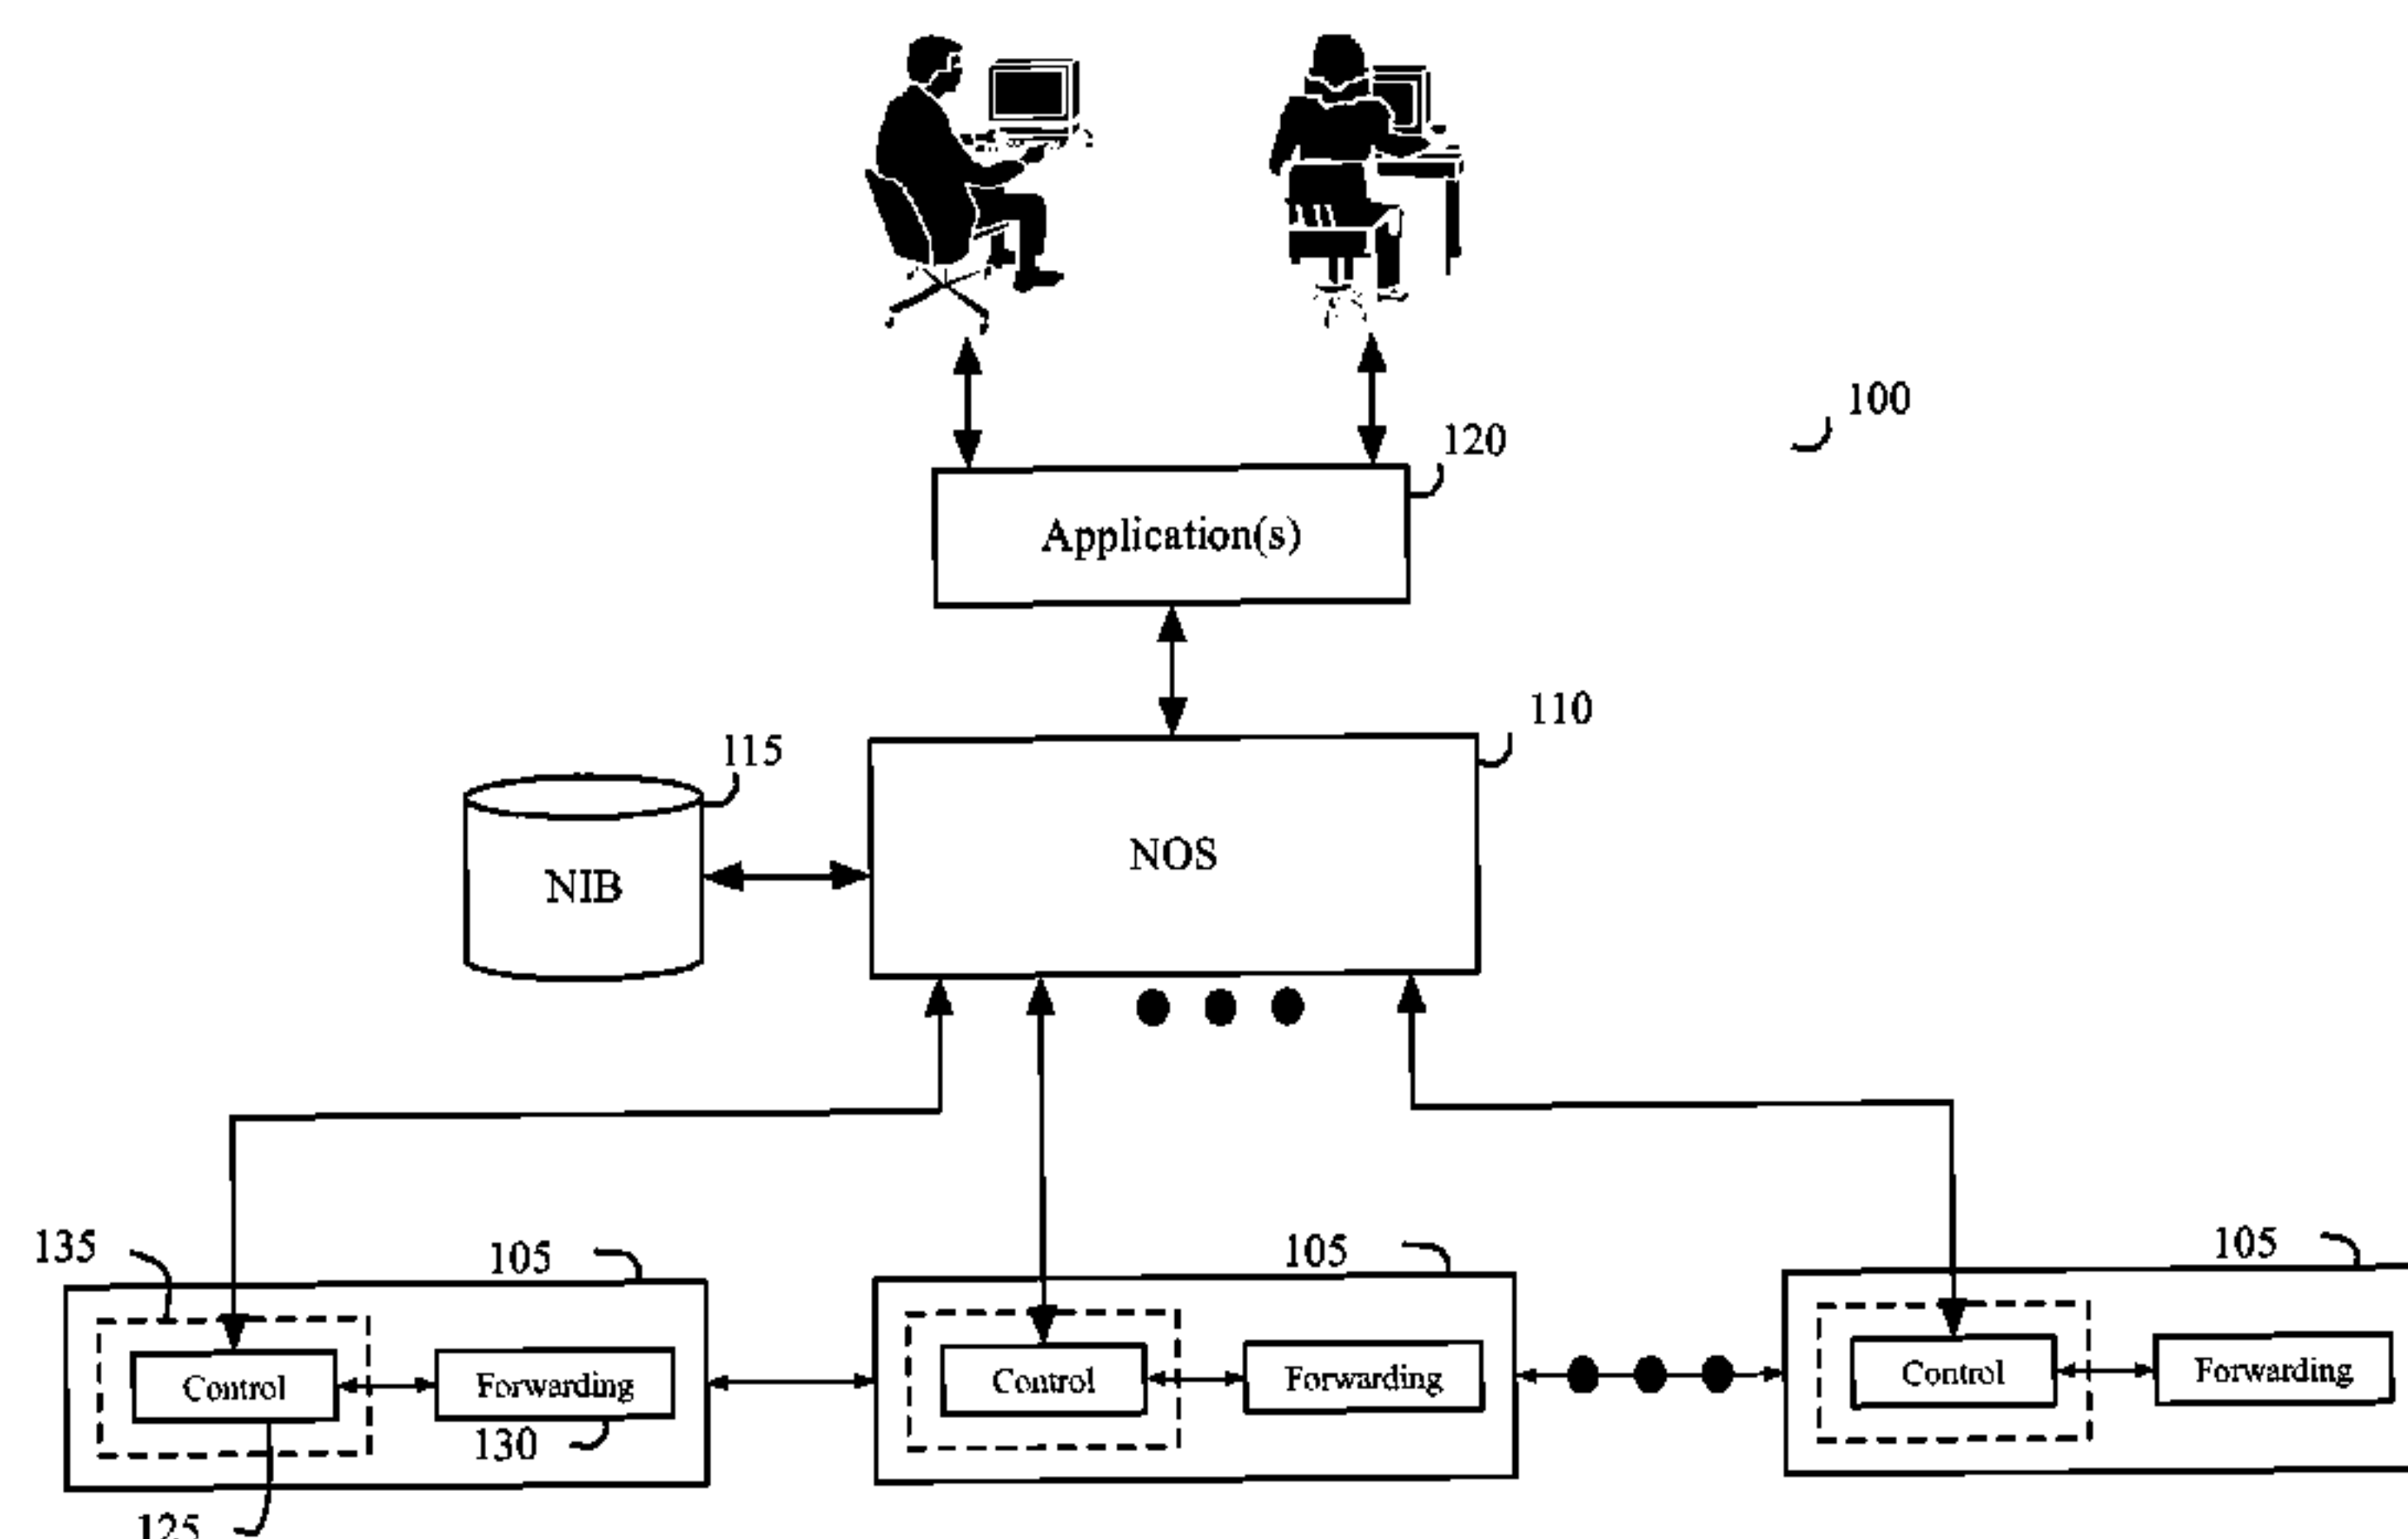 100
120
Application(s)
110
115
NOS
NIB
135
105
105
105
Control
Forwarding
Control
Forwarding
Control
Forwarding
130
125